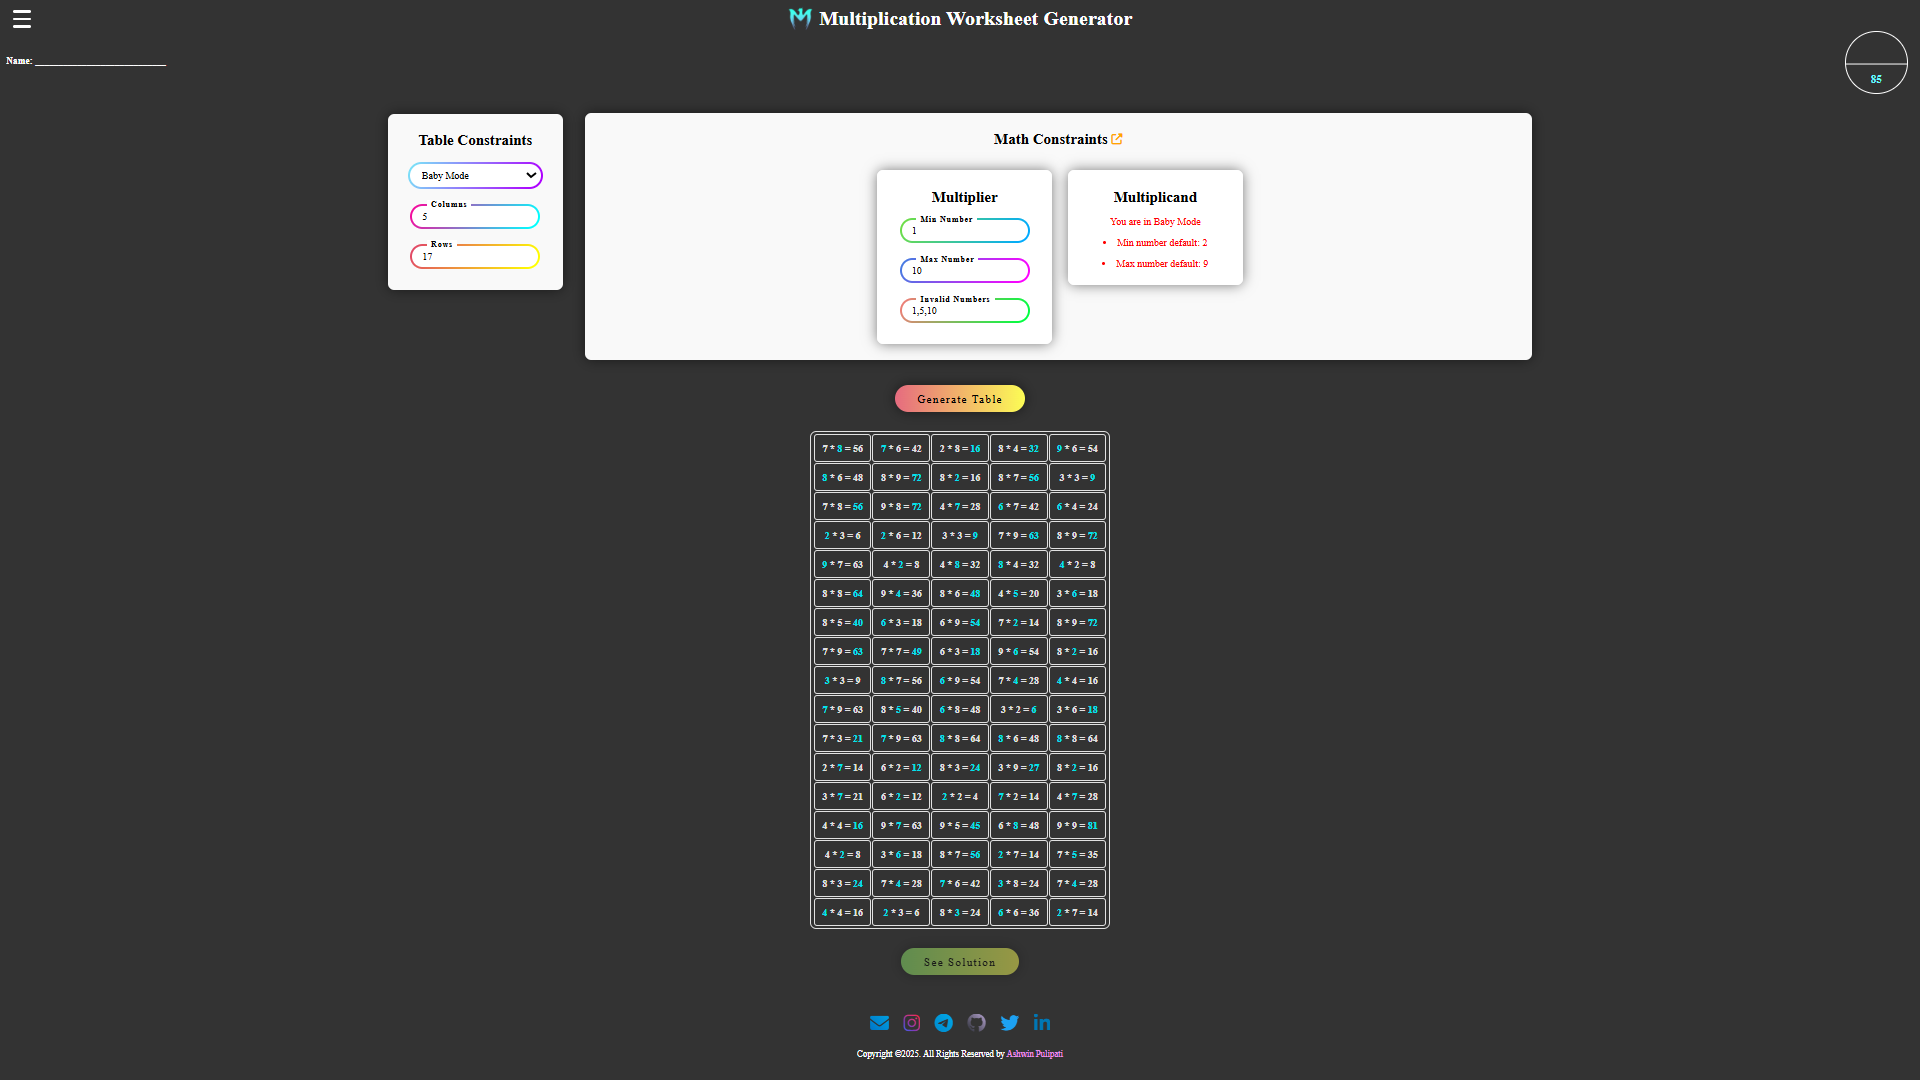 Multiplication Worksheet Generator
Name: ___________________________
85
Table Constraints
Baby Mode
Columns
5
Rows
17
Math Constraints
Multiplier
Min Number
1
Max Number
10
Invalid Numbers
1,5,10
Multiplicand
You are in Baby Mode
• Min number default: 2
• Max number default: 9
Generate Table
7 * 8 = 56 7 * 6 = 42 2 * 8 = 16 8 * 4 = 32 9 * 6 = 54
8 * 6 = 48 8 * 9 = 72 8 * 2 = 16 8 * 7 = 56 3 * 3 = 9
7 * 8 = 56 9 * 8 = 72 4 * 7 = 28 6 * 7 = 42 6 * 4 = 24
2 * 3 = 6 2 * 6 = 12 3 * 3 = 9 7 * 9 = 63 8 * 9 = 72
9 * 7 = 63 4 * 2 = 8 4 * 8 = 32 8 * 4 = 32 4 * 2 = 8
8 * 8 = 64 9 * 4 = 36 8 * 6 = 48 4 * 5 = 20 3 * 6 = 18
8 * 5 = 40 6 * 3 = 18 6 * 9 = 54 7 * 2 = 14 8 * 9 = 72
7 * 9 = 63 7 * 7 = 49 6 * 3 = 18 9 * 6 = 54 8 * 2 = 16
3 * 3 = 9 8 * 7 = 56 6 * 9 = 54 7 * 4 = 28 4 * 4 = 16
7 * 9 = 63 8 * 5 = 40 6 * 8 = 48 3 * 2 = 6 3 * 6 = 18
7 * 3 = 21 7 * 9 = 63 8 * 8 = 64 8 * 6 = 48 8 * 8 = 64
2 * 7 = 14 6 * 2 = 12 8 * 3 = 24 3 * 9 = 27 8 * 2 = 16
3 * 7 = 21 6 * 2 = 12 2 * 2 = 4 7 * 2 = 14 4 * 7 = 28
4 * 4 = 16 9 * 7 = 63 9 * 5 = 45 6 * 8 = 48 9 * 9 = 81
4 * 2 = 8 3 * 6 = 18 8 * 7 = 56 2 * 7 = 14 7 * 5 = 35
8 * 3 = 24 7 * 4 = 28 7 * 6 = 42 3 * 8 = 24 7 * 4 = 28
4 * 4 = 16 2 * 3 = 6 8 * 3 = 24 6 * 6 = 36 2 * 7 = 14
See Solution
Copyright ©2025. All Rights Reserved by Ashwin Pulipati